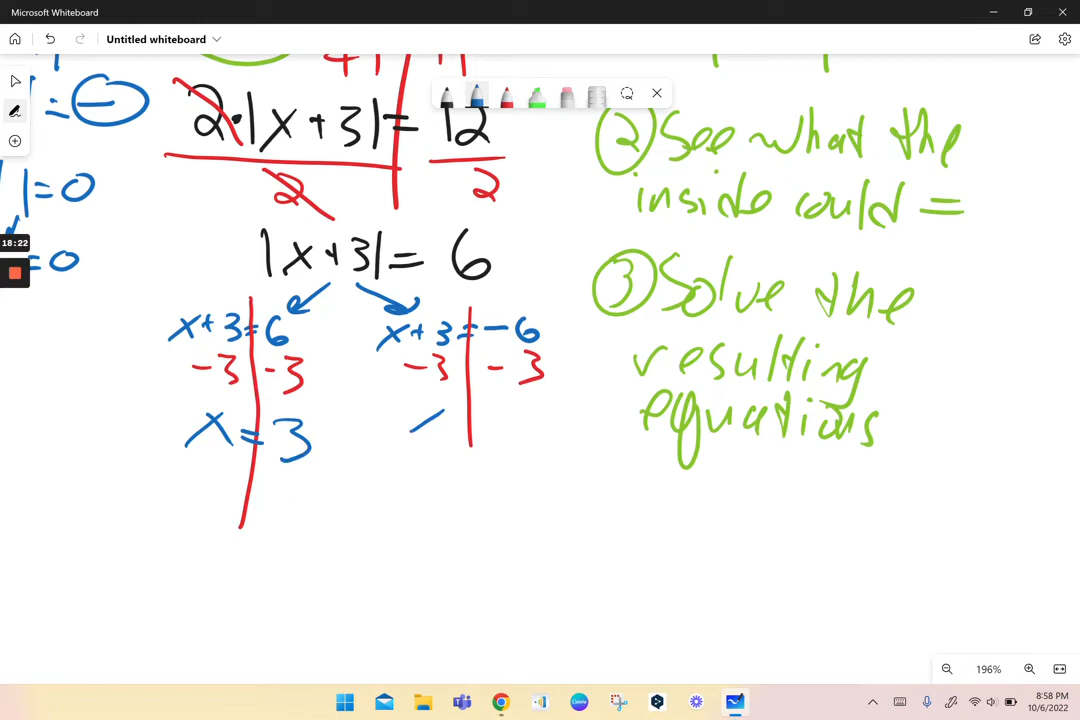 Microsoft Whiteboard
Untitled whiteboard
= −
2·|x+3| = 12
2 2
|=0
=0
18:22
|x+3| = 6
x+3=6 x+3=−6
−3 −3 −3 − 3
x = 3
② See what the
inside could =
③ Solve the
resulting
equations
196%
8:58 PM
10/6/2022